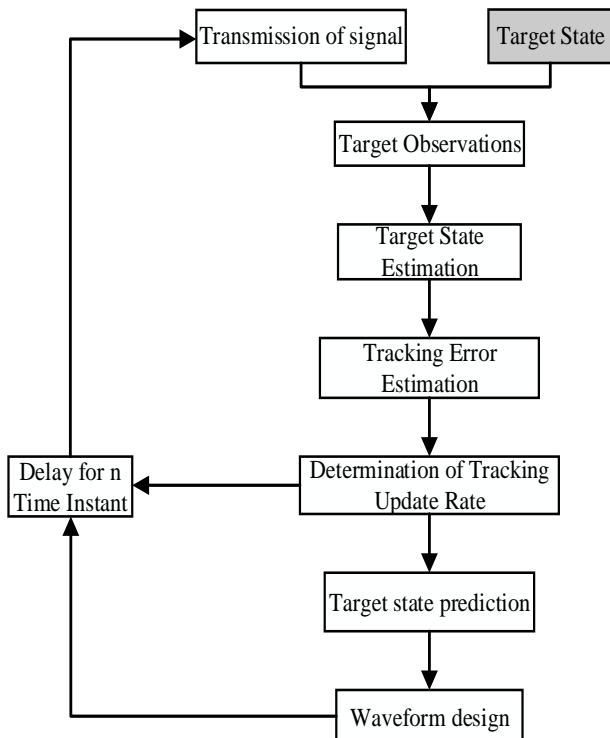 Transmission of signal
Target State
Target Observations
Target State
Estimation
Tracking Error
Estimation
Delay for n
Time Instant
Determination of Tracking
Update Rate
Target state prediction
Waveform design